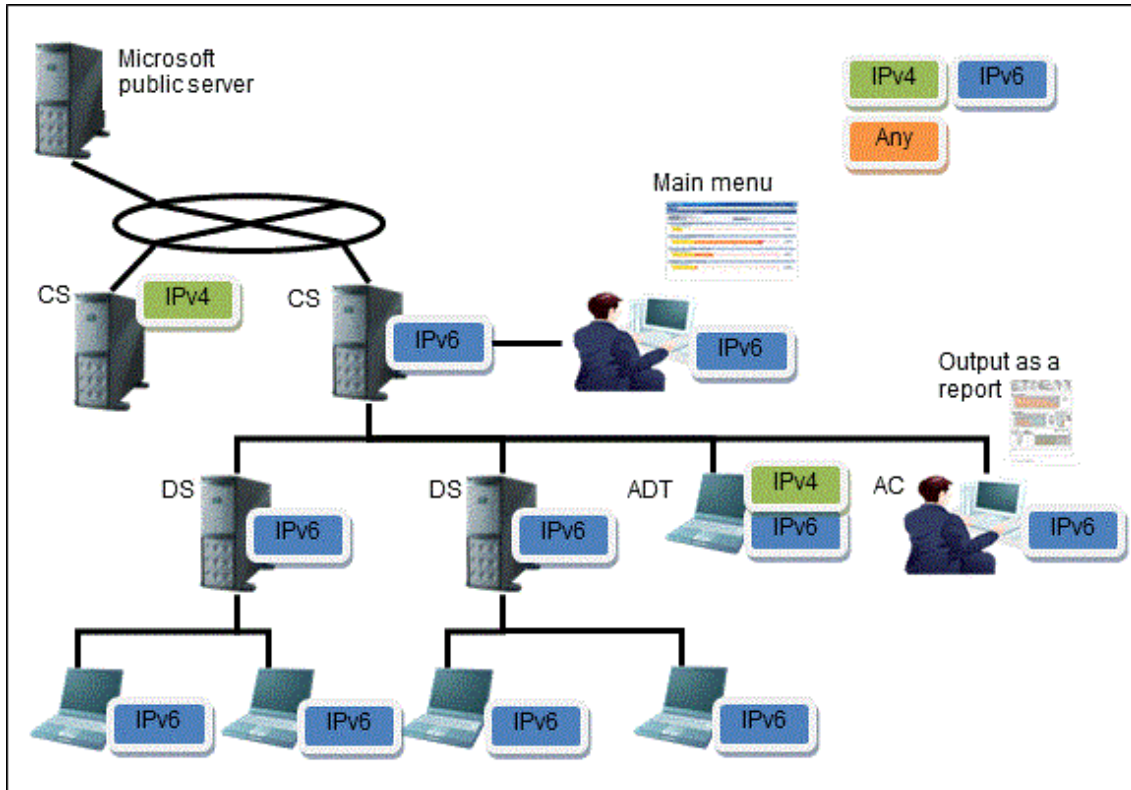 Microsoft
public server
IPv4
IPv6
Any
Main menu
CS
IPv4
CS
IPv6
IPv6
Output as a
report
DS
IPv6
DS
IPv6
ADT
IPv4
IPv6
AC
IPv6
IPv6
IPv6
IPv6
IPv6